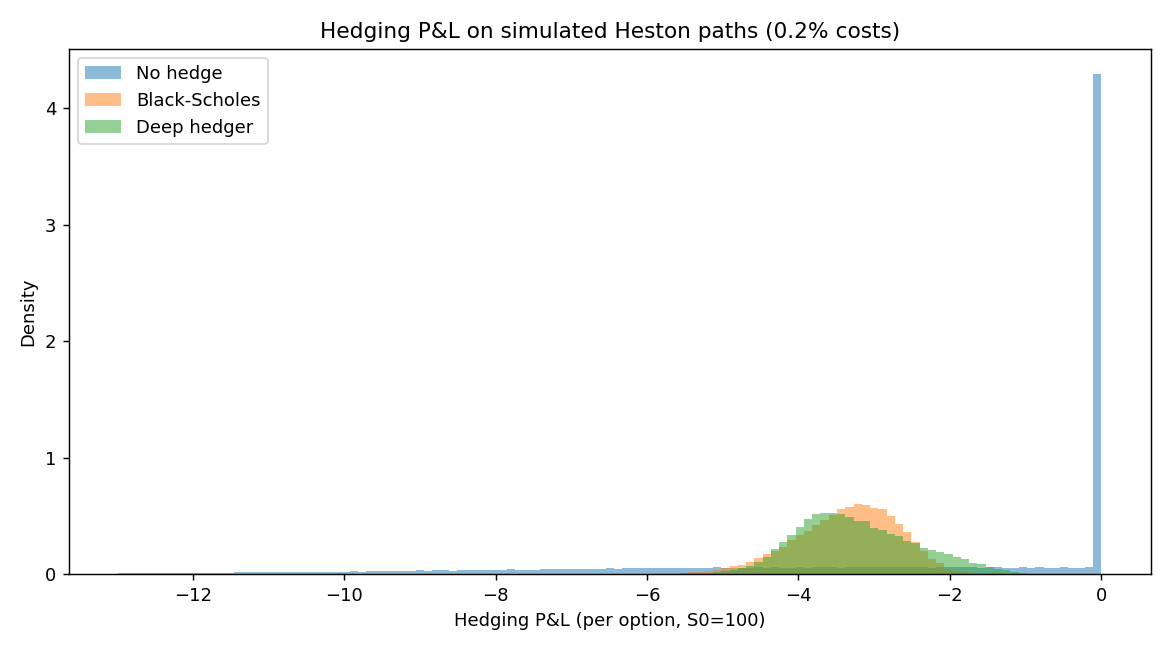 Hedging P&L on simulated Heston paths (0.2% costs)
No hedge
Black-Scholes
Deep hedger
Density
4
3
2
1
0
−12 −10 −8 −6 −4 −2 0
Hedging P&L (per option, S0=100)